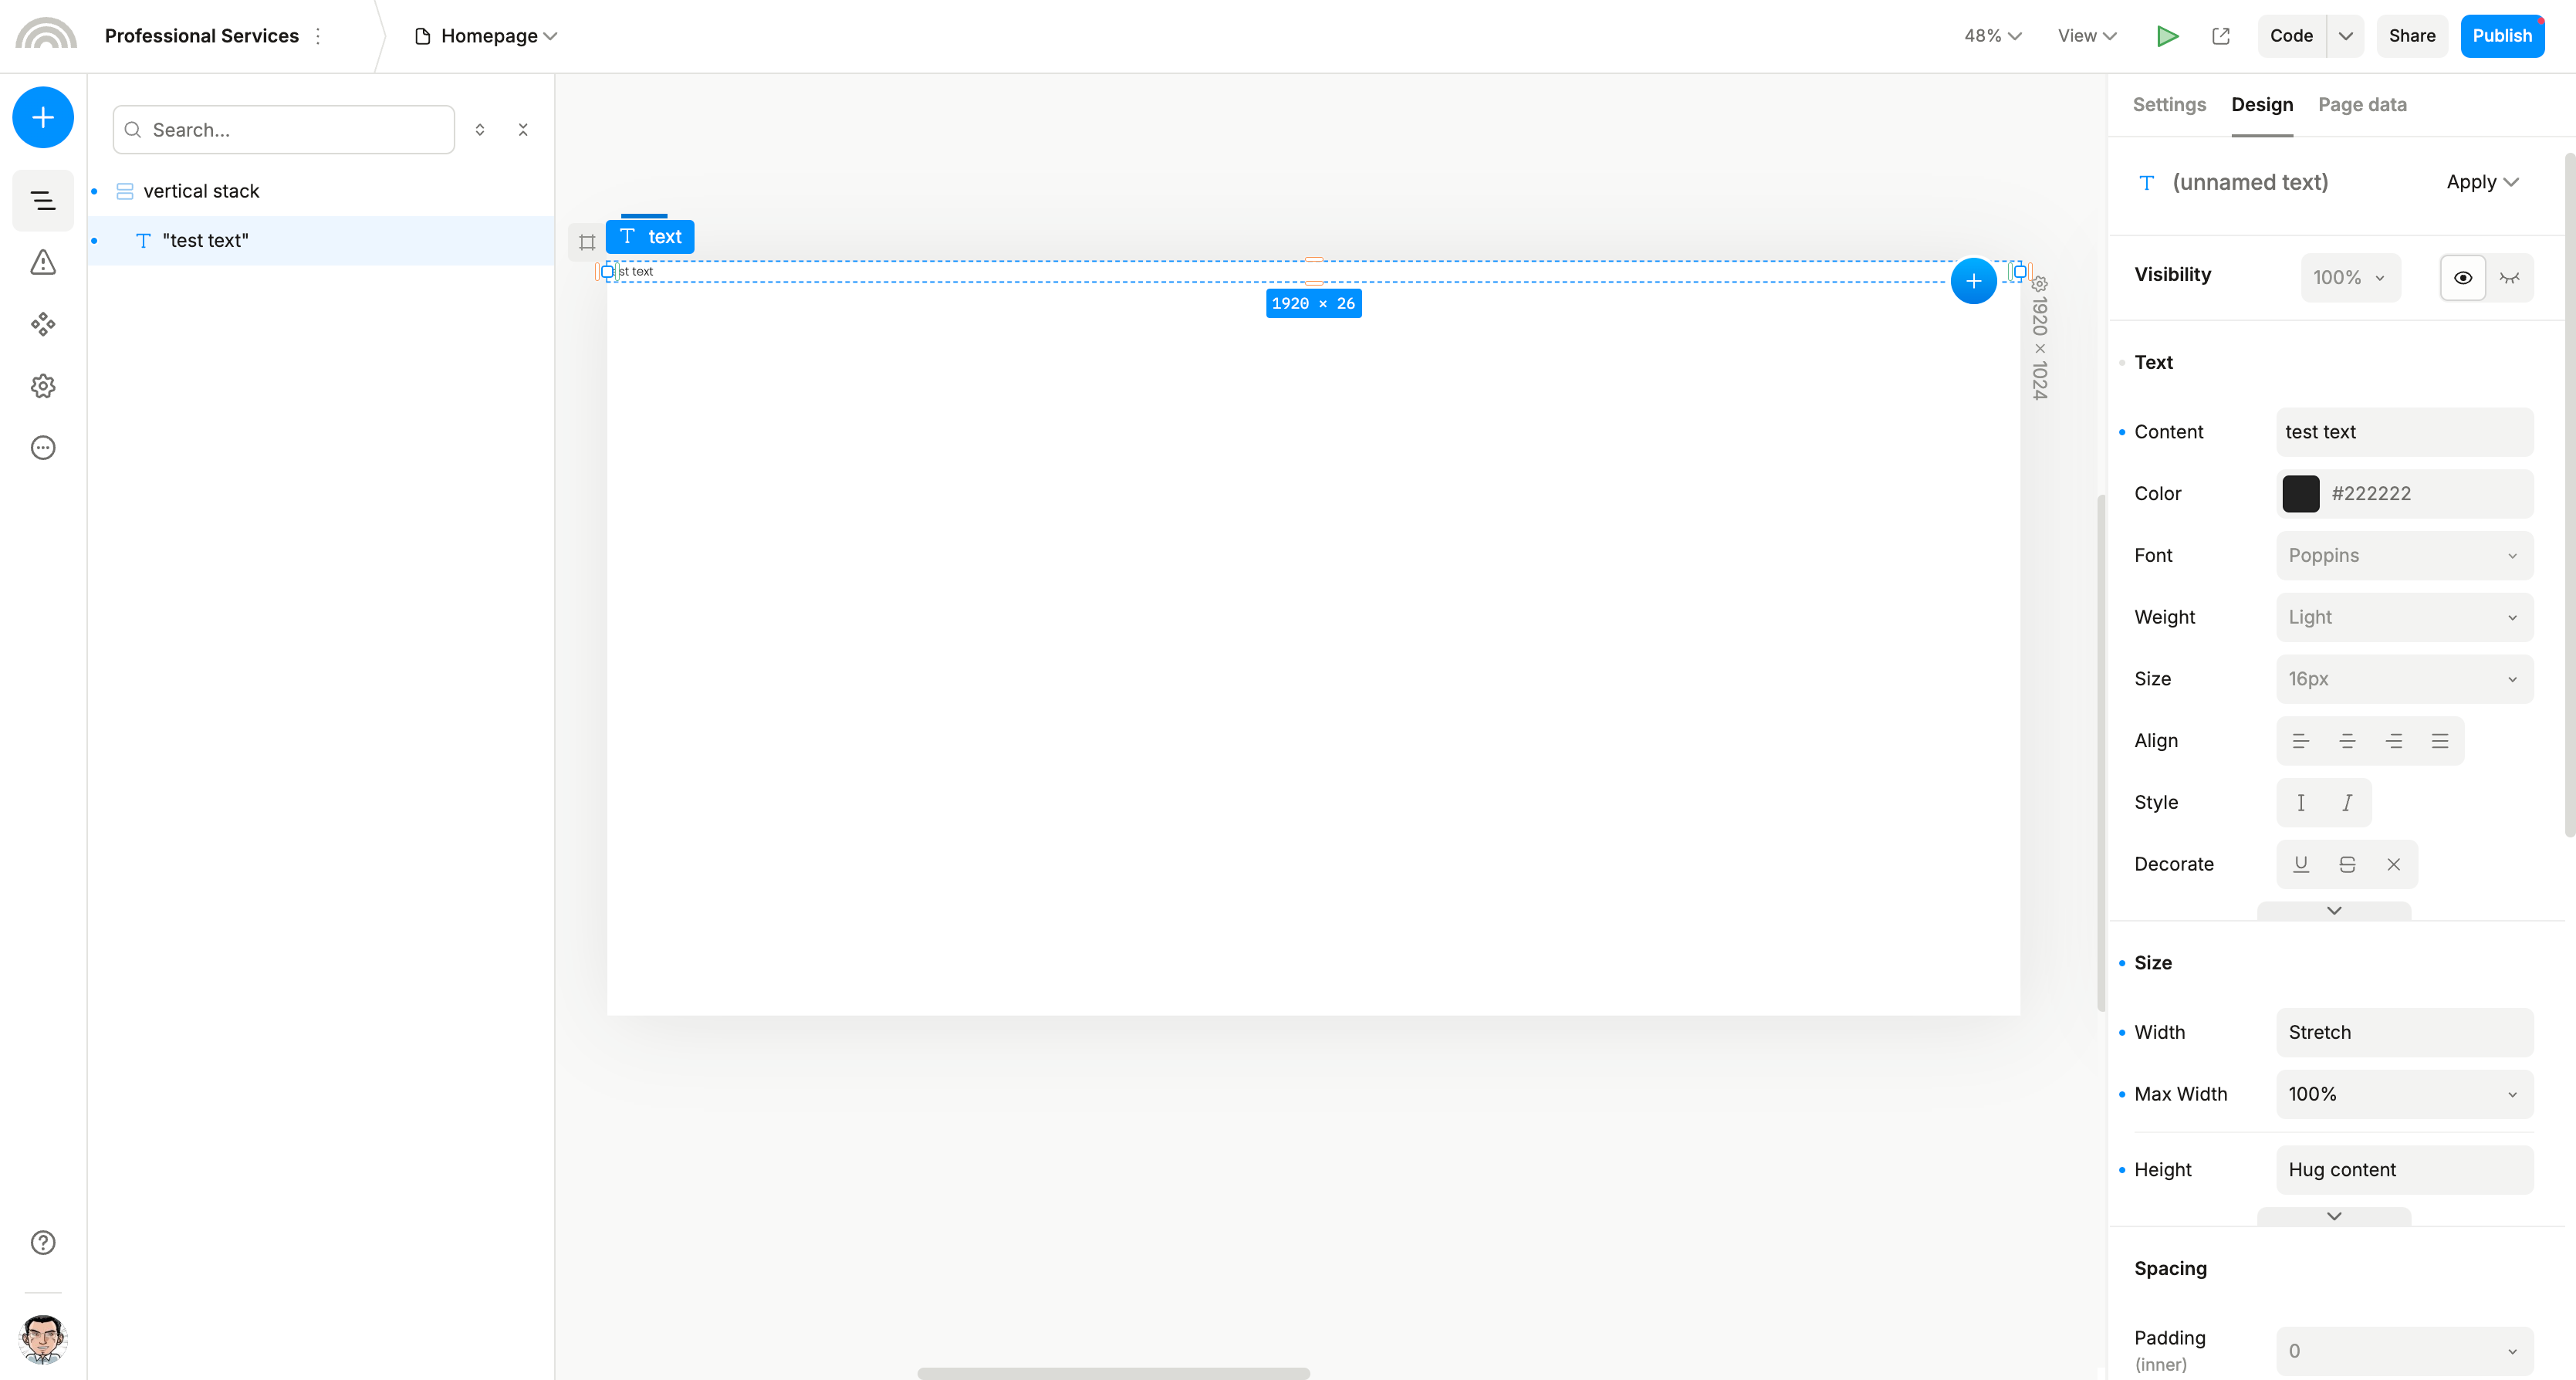 Professional Services
Homepage
48%
View
Code
Share
Publish
Search...
vertical stack
"test text"
text
st text
1920 × 26
1920 × 1024
Settings
Design
Page data
(unnamed text)
Apply
Visibility
100%
Text
Content
test text
Color
#222222
Font
Poppins
Weight
Light
Size
16px
Align
Style
Decorate
Size
Width
Stretch
Max Width
100%
Height
Hug content
Spacing
Padding
(inner)
0